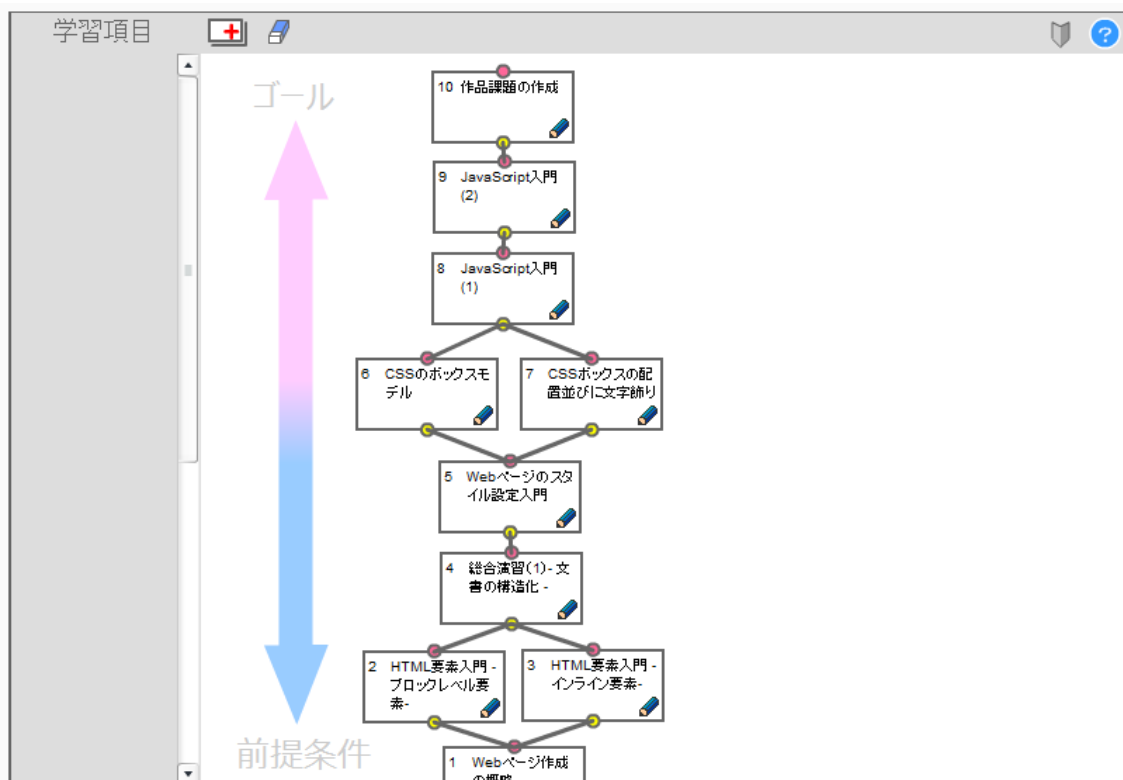 学習項目
?
ゴール
10 作品課題の作成
9 JavaScript入門
(2)
8 JavaScript入門
(1)
6 CSSのボックスモ
デル
7 CSSボックスの配
置並びに文字飾り
5 Webページのスタ
イル設定入門
4 総合演習(1)- 文
書の構造化 -
2 HTML要素入門 -
ブロックレベル要
素-
3 HTML要素入門 -
インライン要素-
前提条件
1 Webページ作成
の概略